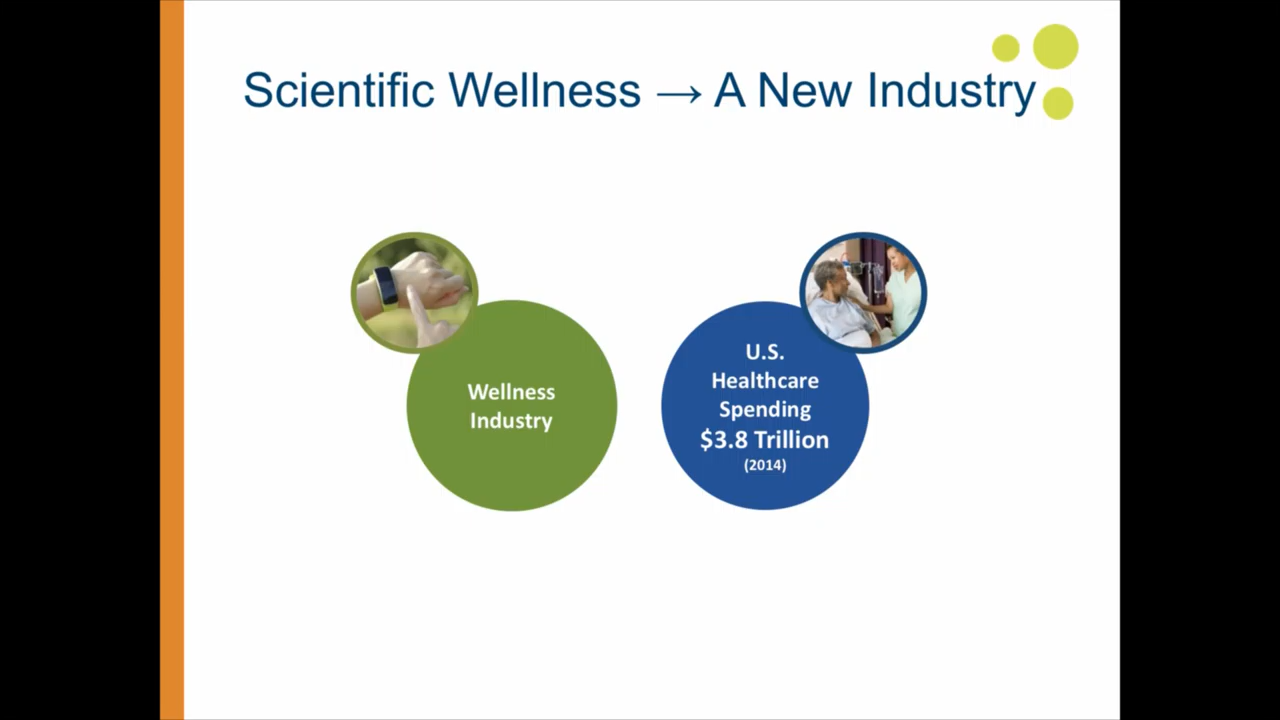 Scientific Wellness → A New Industry
Wellness
Industry
U.S.
Healthcare
Spending
$3.8 Trillion
(2014)